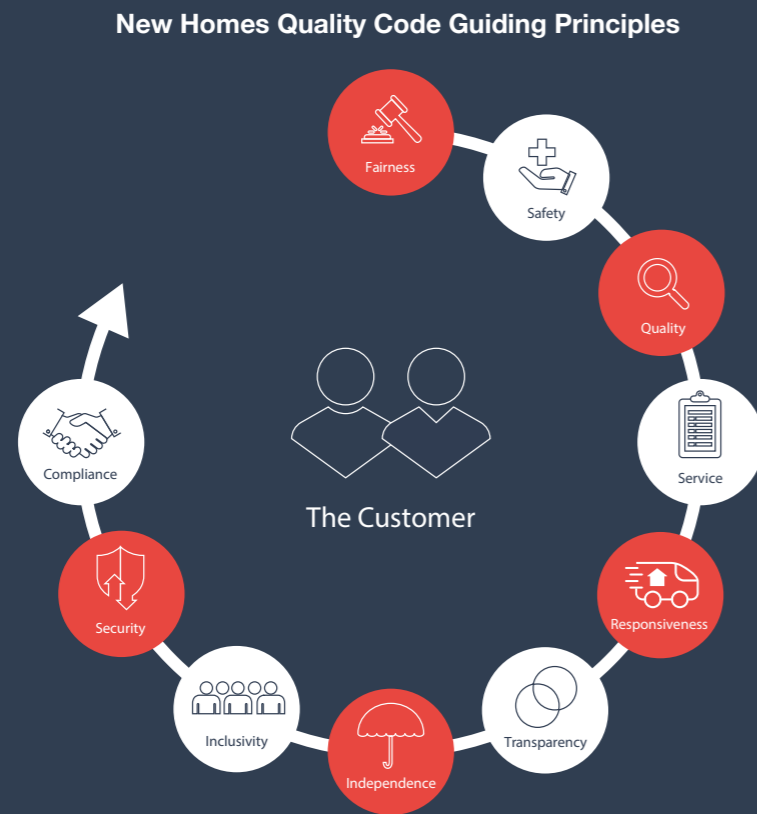 New Homes Quality Code Guiding Principles
Fairness
Safety
Quality
Service
Responsiveness
Transparency
Independence
Inclusivity
Security
Compliance
The Customer